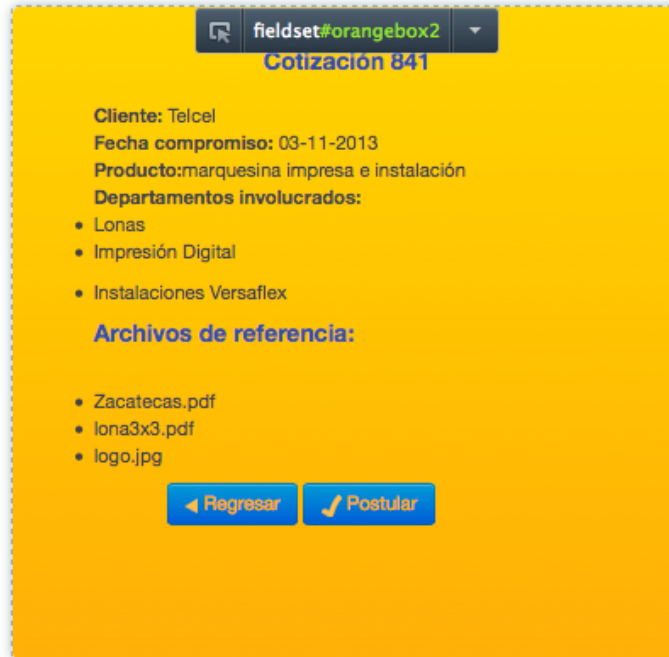 fieldset#orangebox2
Cotización 841
Cliente: Telcel
Fecha compromiso: 03-11-2013
Producto:marquesina impresa e instalación
Departamentos involucrados:
Lonas
Impresión Digital
Instalaciones Versaflex
Archivos de referencia:
Zacatecas.pdf
lona3x3.pdf
logo.jpg
Regresar Postular